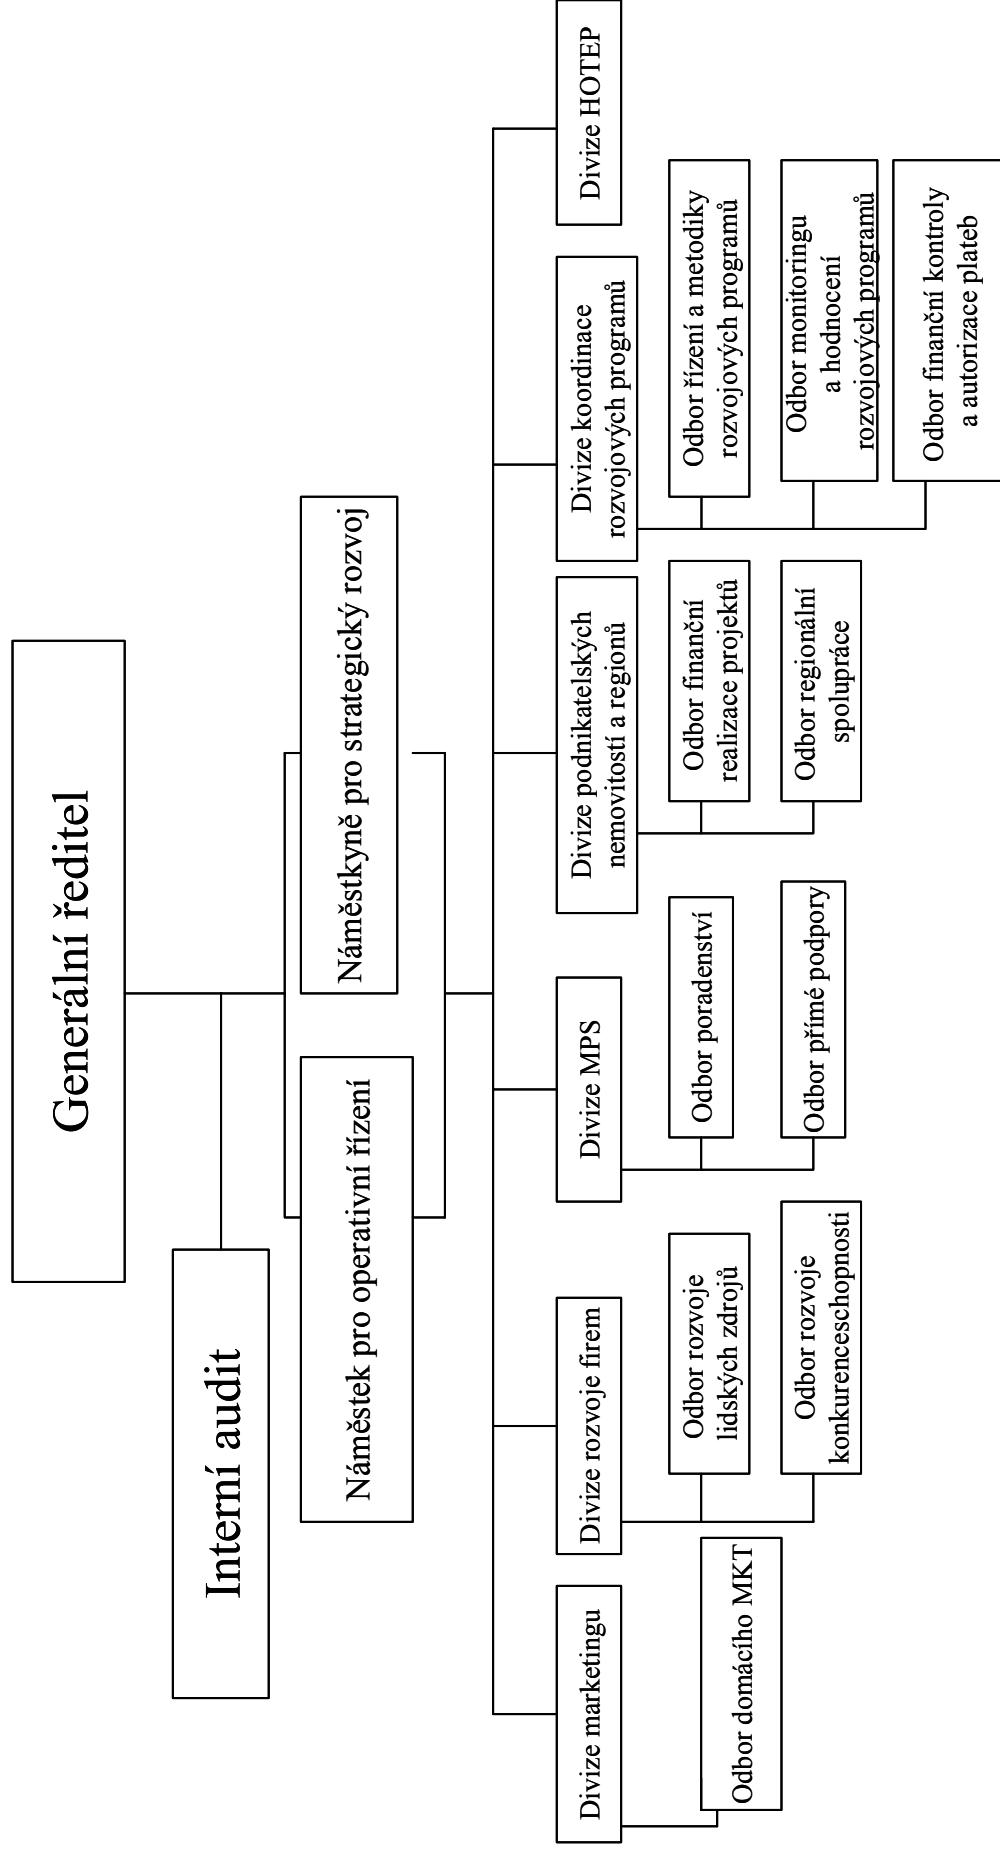 Generální ředitel
Interní audit
Náměstek pro operativní řízení
Náměstkyně pro strategický rozvoj
Divize marketingu
Odbor domácího MKT
Divize rozvoje firem
Odbor rozvoje
lidských zdrojů
Odbor rozvoje
konkurenceschopnosti
Divize MPS
Odbor poradenství
Odbor přímé podpory
Divize podnikatelských
nemovitostí a regionů
Odbor finanční
realizace projektů
Odbor regionální
spolupráce
Divize koordinace
rozvojových programů
Odbor řízení a metodiky
rozvojových programů
Odbor monitoringu
a hodnocení
rozvojových programů
Odbor finanční kontroly
a autorizace plateb
Divize HOTEP